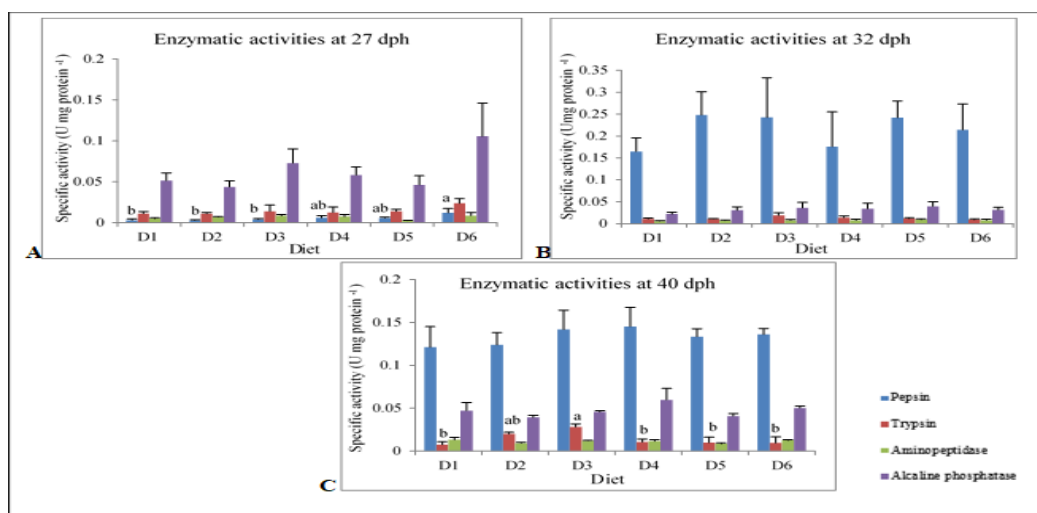 Enzymatic activities at 27 dph
Specific activity (U mg protein -1)
0.2
0.15
0.1
0.05
0
b b b ab ab a
D1 D2 D3 D4 D5 D6
Diet
A
Enzymatic activities at 32 dph
Specific activity (Umg protein -1)
0.35
0.3
0.25
0.2
0.15
0.1
0.05
0
D1 D2 D3 D4 D5 D6
Diet
B
Enzymatic activities at 40 dph
Specific activity (U mg protein -1)
0.2
0.15
0.1
0.05
0
b ab a b b b
D1 D2 D3 D4 D5 D6
Diet
C
Pepsin
Trypsin
Aminopeptidase
Alcaline phosphatase